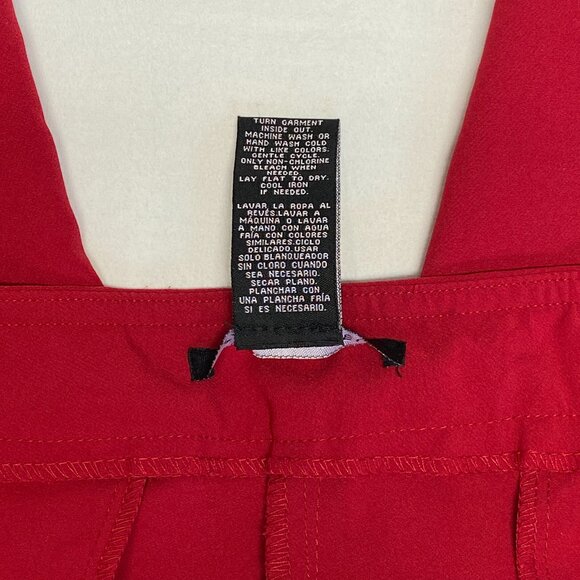 TURN GARMENT
INSIDE OUT.
MACHINE WASH OR
HAND WASH COLD
WITH LIKE COLORS.
GENTLE CYCLE.
ONLY NON-CHLORINE
BLEACH WHEN
NEEDED.
LAY FLAT TO DRY.
COOL IRON
IF NEEDED.
LAVAR LA ROPA AL
REVÉS.LAVAR A
MÁQUINA O LAVAR
A MANO CON AGUA
FRÍA CON COLORES
SIMILARES.CICLO
DELICADO.USAR
SOLO BLANQUEADOR
SIN CLORO CUANDO
SEA NECESARIO.
SECAR PLANO.
PLANCHAR CON
UNA PLANCHA FRÍA
SI ES NECESARIO.